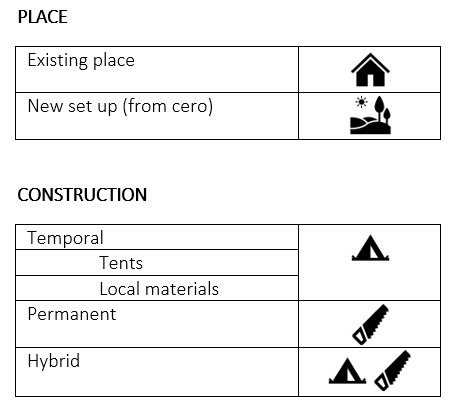 PLACE
Existing place
New set up (from cero)
CONSTRUCTION
Temporal
Tents
Local materials
Permanent
Hybrid